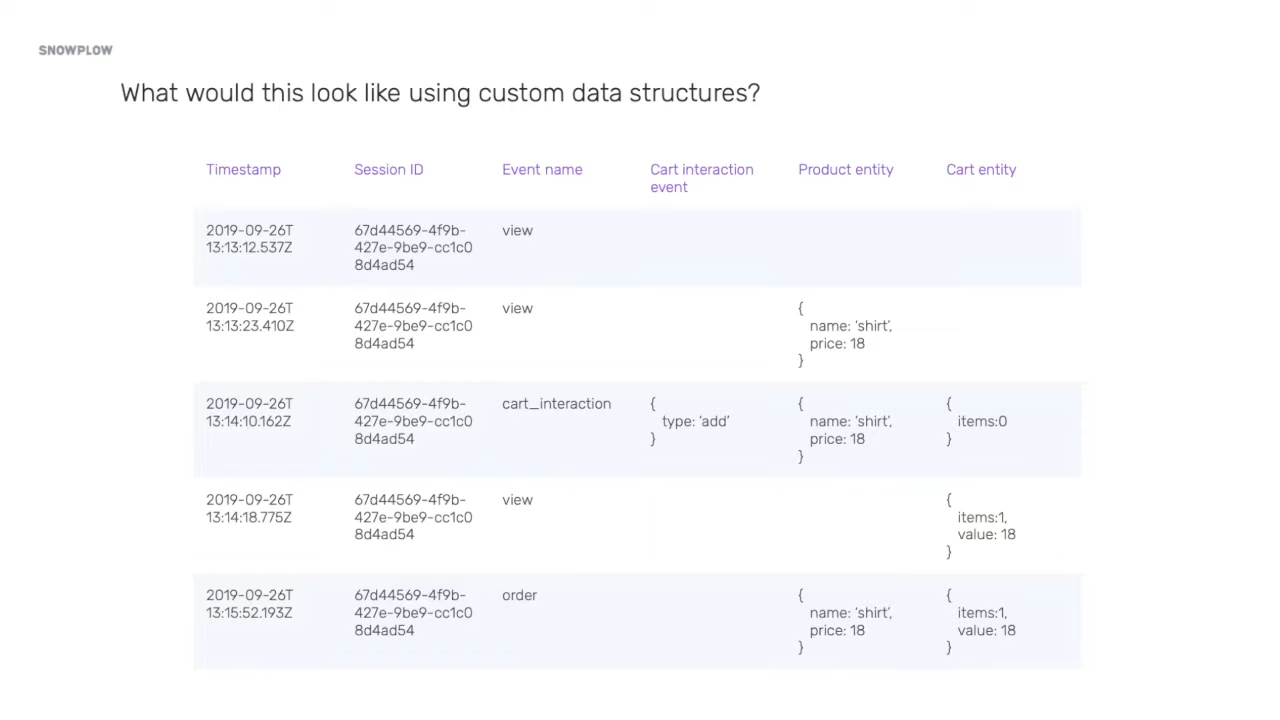 SNOWPLOW
What would this look like using custom data structures?
Timestamp
Session ID
Event name
Cart interaction
event
Product entity
Cart entity
2019-09-26T
13:13:12.537Z
67d44569-4f9b-
427e-9be9-cc1c0
8d4ad54
view
2019-09-26T
13:13:23.410Z
67d44569-4f9b-
427e-9be9-cc1c0
8d4ad54
view
{
name: ‘shirt’,
price: 18
}
2019-09-26T
13:14:10.162Z
67d44569-4f9b-
427e-9be9-cc1c0
8d4ad54
cart_interaction
{
type: ‘add’
}
{
name: ‘shirt’,
price: 18
}
{
items:0
}
2019-09-26T
13:14:18.775Z
67d44569-4f9b-
427e-9be9-cc1c0
8d4ad54
view
{
items:1,
value: 18
}
2019-09-26T
13:15:52.193Z
67d44569-4f9b-
427e-9be9-cc1c0
8d4ad54
order
{
name: ‘shirt’,
price: 18
}
{
items:1,
value: 18
}